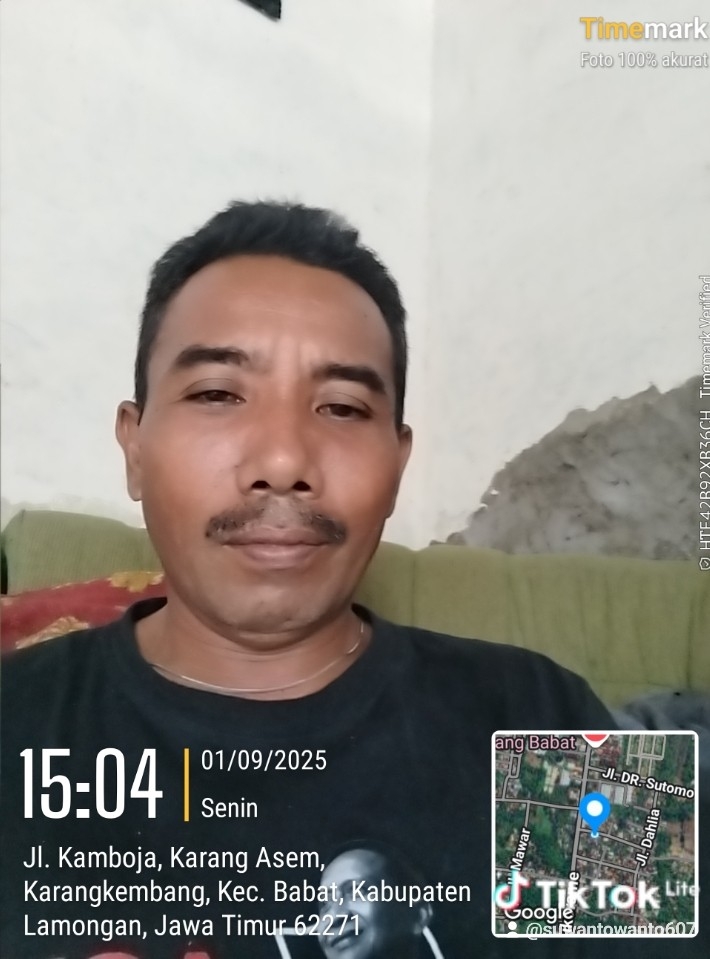 Timemark
Foto 100% akurat
HTF42B92XB36CH Timemark Verified
15:04
01/09/2025
Senin
Jl. Kamboja, Karang Asem,
Karangkembang, Kec. Babat, Kabupaten
Lamongan, Jawa Timur 62271
ang Babat
Jl. DR. Sutomo
Jl. Dahlia
Mawar
TikTok Lite
Google
@suwantowanto607